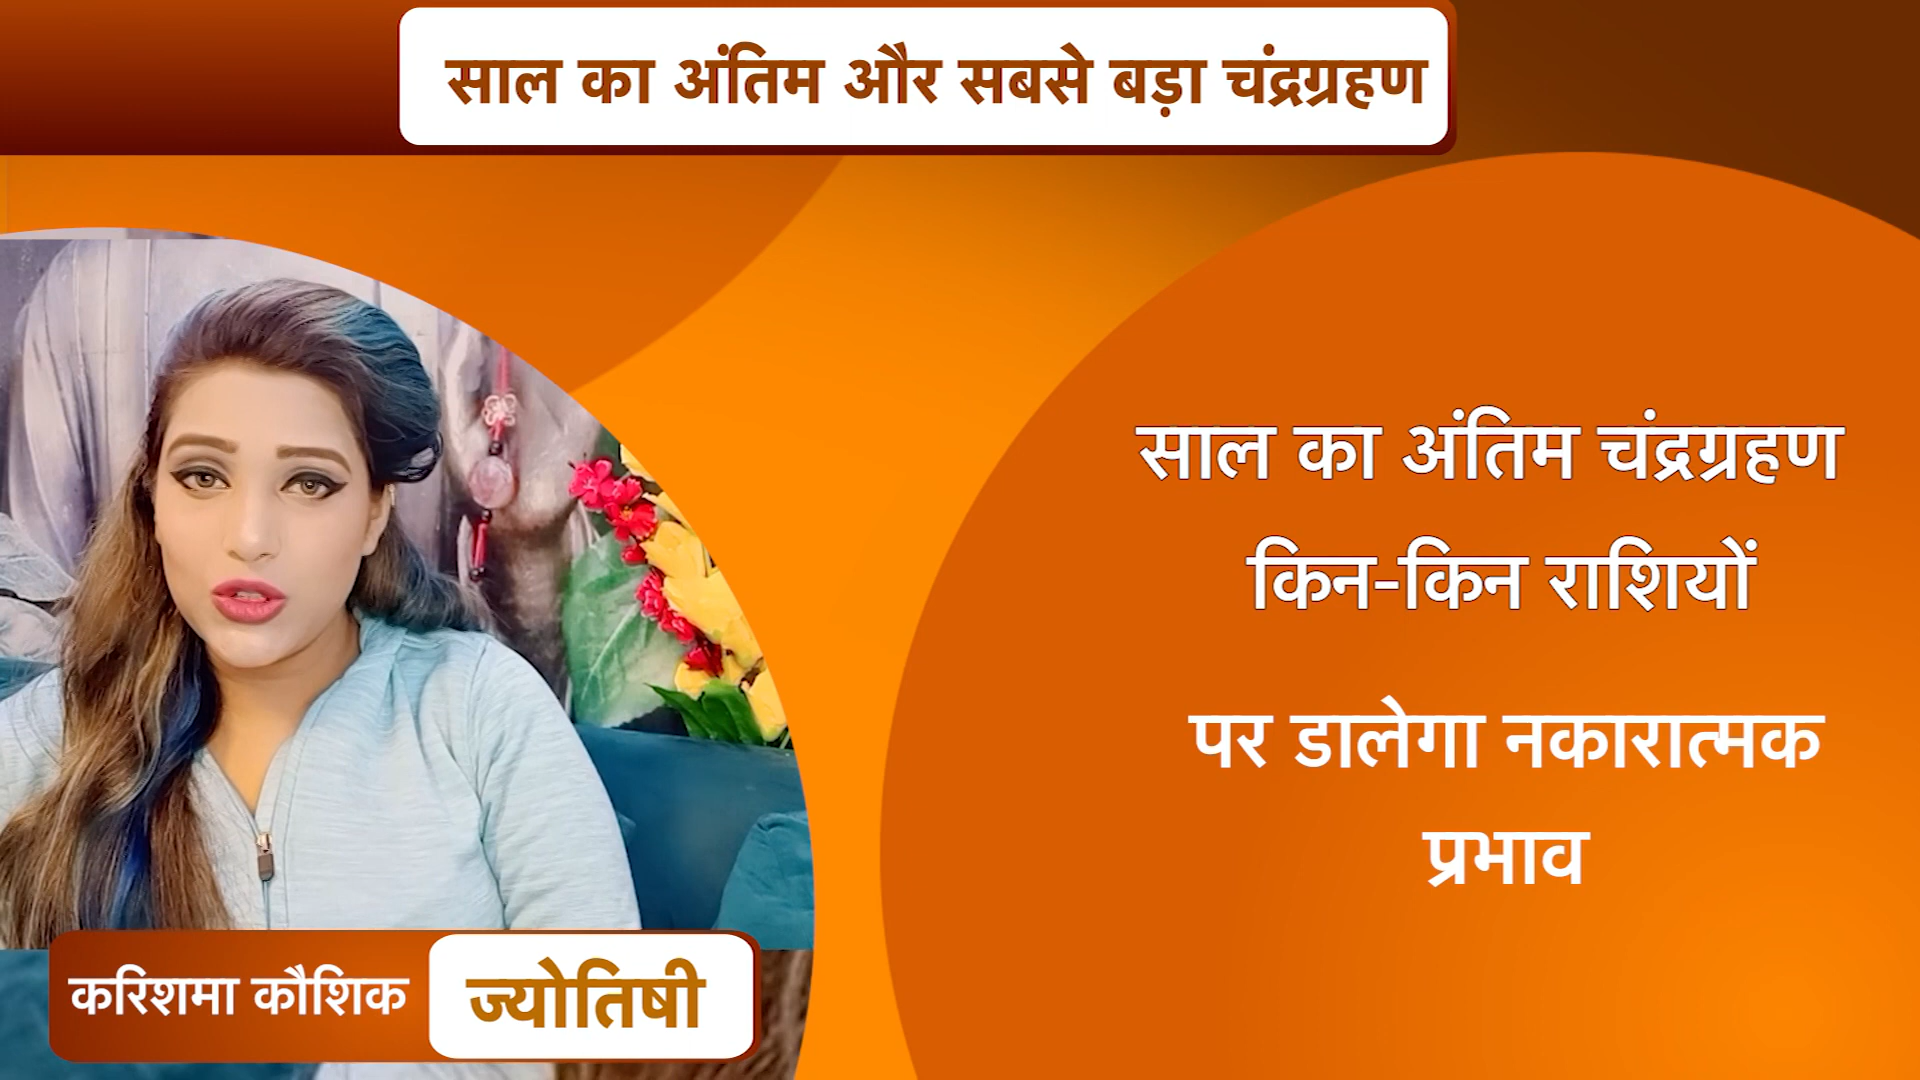 साल का अंतिम और सबसे बड़ा चंद्रग्रहण
साल का अंतिम चंद्रग्रहण
किन-किन राशियों
पर डालेगा नकारात्मक
प्रभाव
करिशमा कौशिक
ज्योतिषी